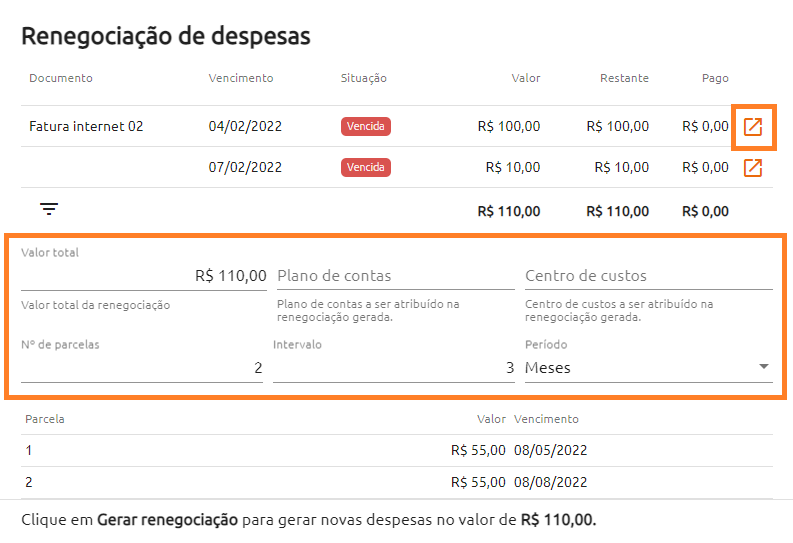 Renegociação de despesas
Documento Vencimento Situação Valor Restante Pago
Fatura internet 02 04/02/2022 Vencida R$ 100,00 R$ 100,00 R$ 0,00
07/02/2022 Vencida R$ 10,00 R$ 10,00 R$ 0,00
R$ 110,00 R$ 110,00 R$ 0,00
Valor total
R$ 110,00 Plano de contas Centro de custos
Valor total da renegociação Plano de contas a ser atribuído na Centro de custos a ser atribuído na
renegociação gerada. renegociação gerada.
Nº de parcelas Intervalo Período
2 3 Meses
Parcela Valor Vencimento
1 R$ 55,00 08/05/2022
2 R$ 55,00 08/08/2022
Clique em Gerar renegociação para gerar novas despesas no valor de R$ 110,00.